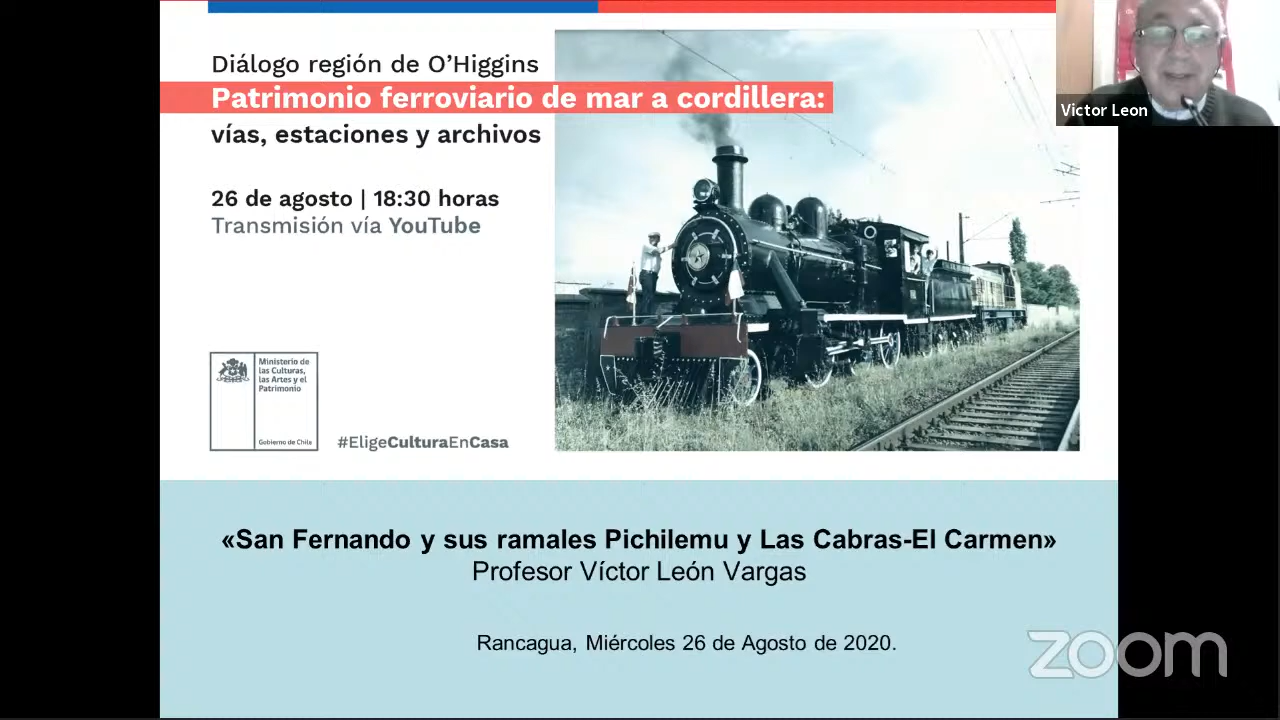 Diálogo región de O'Higgins
Patrimonio ferroviario de mar a cordillera:
vías, estaciones y archivos
26 de agosto | 18:30 horas
Transmisión vía YouTube
Ministerio de
las Culturas,
las Artes y el
Patrimonio
Gobierno de Chile
#EligeCulturaEnCasa
Victor Leon
«San Fernando y sus ramales Pichilemu y Las Cabras-El Carmen»
Profesor Víctor León Vargas
Rancagua, Miércoles 26 de Agosto de 2020.
zoom